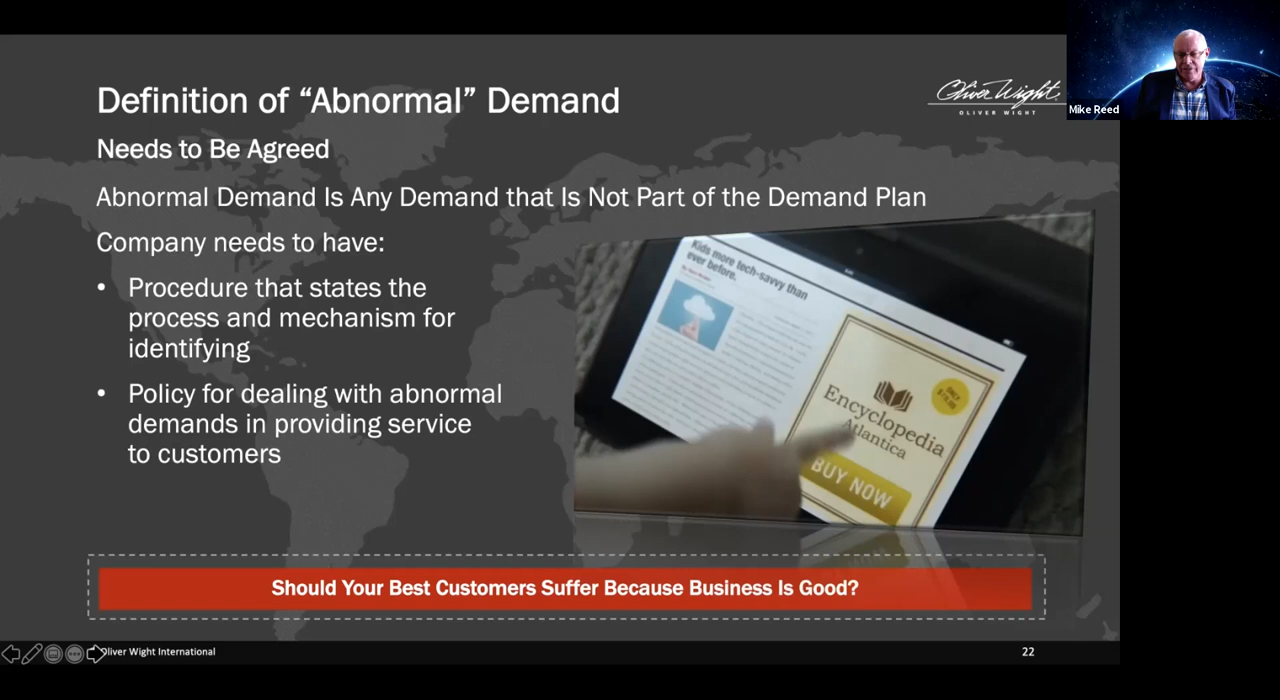 Definition of “Abnormal” Demand
Oliver Wight
OLIVER WIGHT
Mike Reed
Needs to Be Agreed
Abnormal Demand Is Any Demand that Is Not Part of the Demand Plan
Company needs to have:
• Procedure that states the
process and mechanism for
identifying
• Policy for dealing with abnormal
demands in providing service
to customers
Kids more tech-savvy than
ever before.
ONLY
Encyclopedia
Atlantica
BUY NOW
Should Your Best Customers Suffer Because Business Is Good?
Oliver Wight International
22